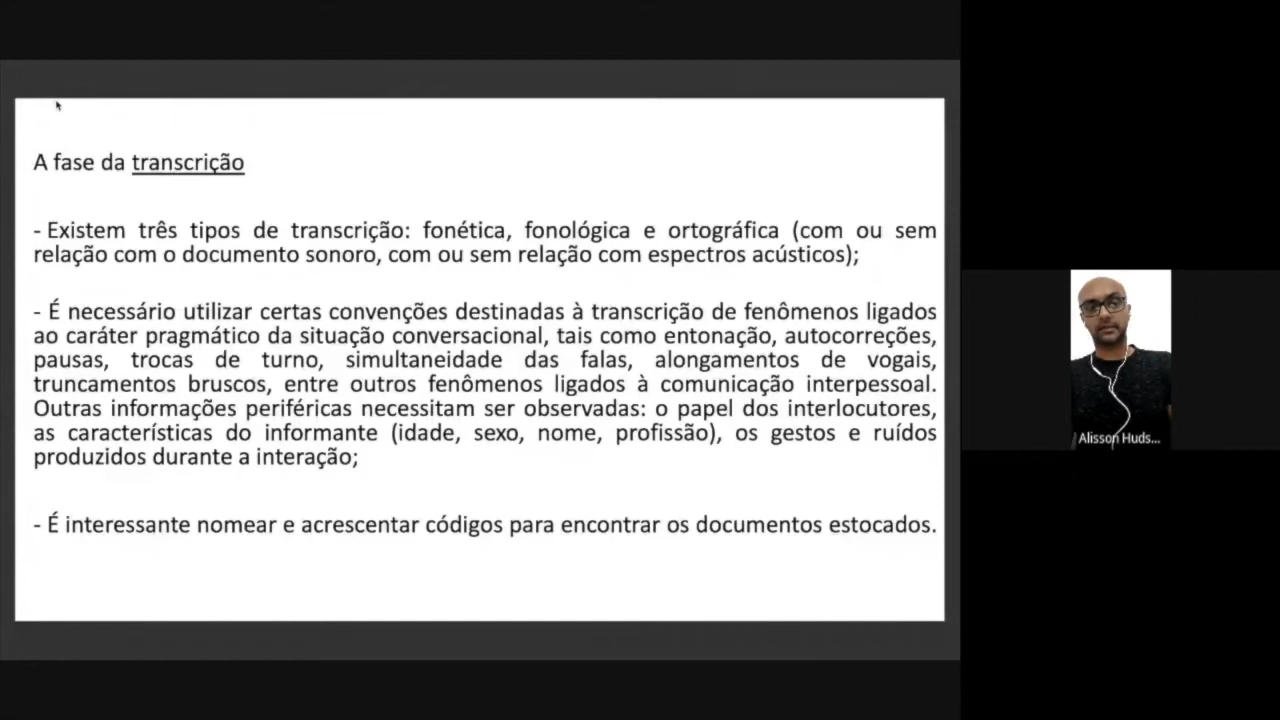 A fase da transcrição
- Existem três tipos de transcrição: fonética, fonológica e ortográfica (com ou sem
relação com o documento sonoro, com ou sem relação com espectros acústicos);
- É necessário utilizar certas convenções destinadas à transcrição de fenômenos ligados
ao caráter pragmático da situação conversacional, tais como entonação, autocorreções,
pausas, trocas de turno, simultaneidade das falas, alongamentos de vogais,
truncamentos bruscos, entre outros fenômenos ligados à comunicação interpessoal.
Outras informações periféricas necessitam ser observadas: o papel dos interlocutores,
as características do informante (idade, sexo, nome, profissão), os gestos e ruídos
produzidos durante a interação;
- É interessante nomear e acrescentar códigos para encontrar os documentos estocados.
Alisson Huds...